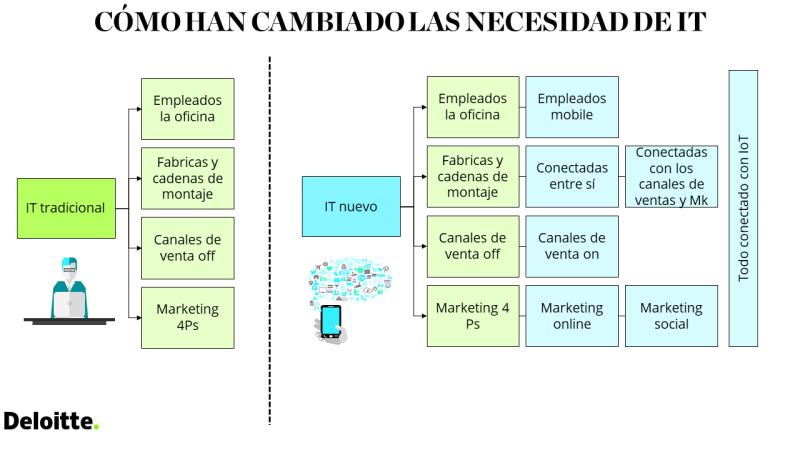 CÓMO HAN CAMBIADO LAS NECESIDAD DE IT
IT tradicional
Empleados
la oficina
Fabricas y
cadenas de
montaje
Canales de
venta off
Marketing
4Ps
IT nuevo
Empleados
la oficina
Empleados
mobile
Fabricas y
cadenas de
montaje
Conectadas
entre sí
Conectadas
con los
canales de
ventas y Mk
Canales de
venta off
Canales de
venta on
Marketing 4
Ps
Marketing
online
Marketing
social
Todo conectado con IoT
Deloitte.